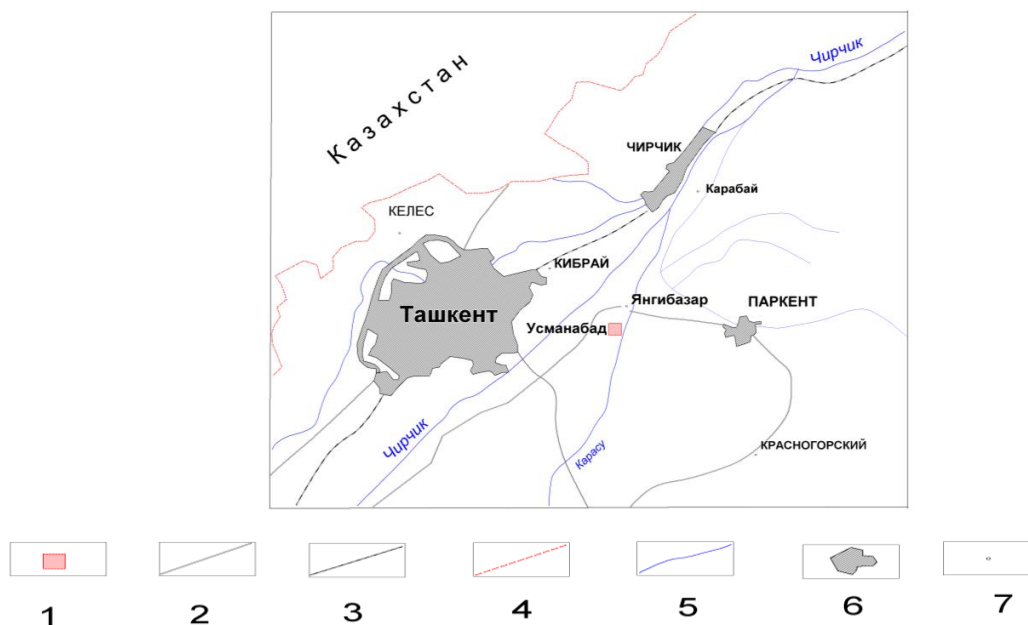 Чирчик
Казахстан
ЧИРЧИК
Карабай
КЕЛЕС
КИБРАЙ
Янгибазар
ПАРКЕНТ
Ташкент
Усманабад
Чирчик
Карасу
КРАСНОГОРСКИЙ
1 2 3 4 5 6 7